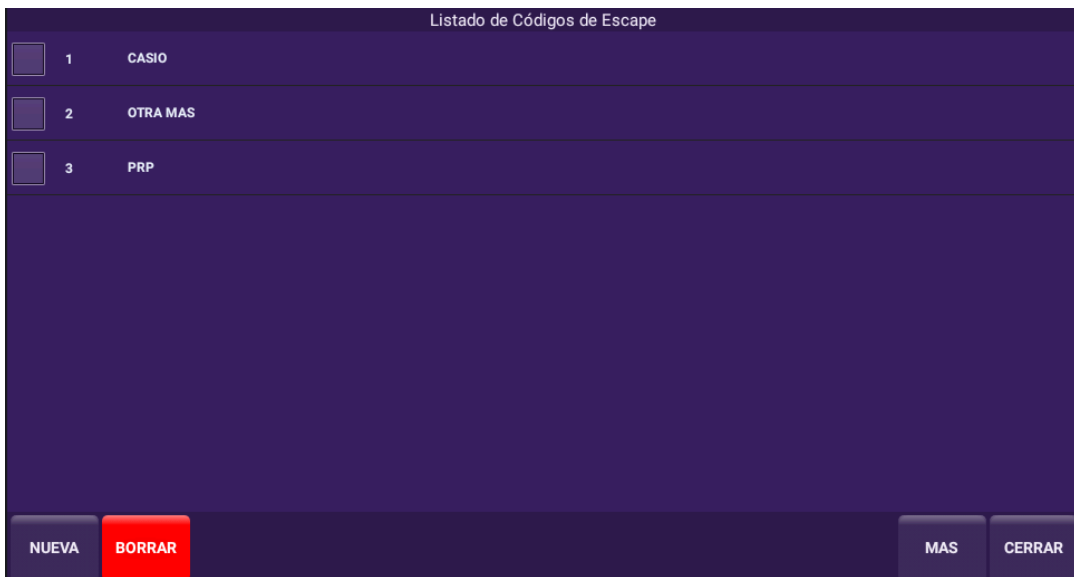 Listado de Códigos de Escape
1 CASIO
2 OTRA MAS
3 PRP
NUEVA BORRAR MAS CERRAR